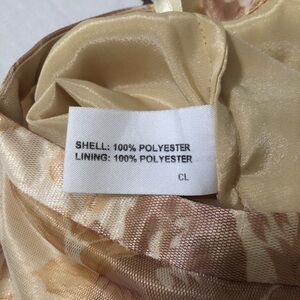 SHELL: 100% POLYESTER
LINING: 100% POLYESTER
CL